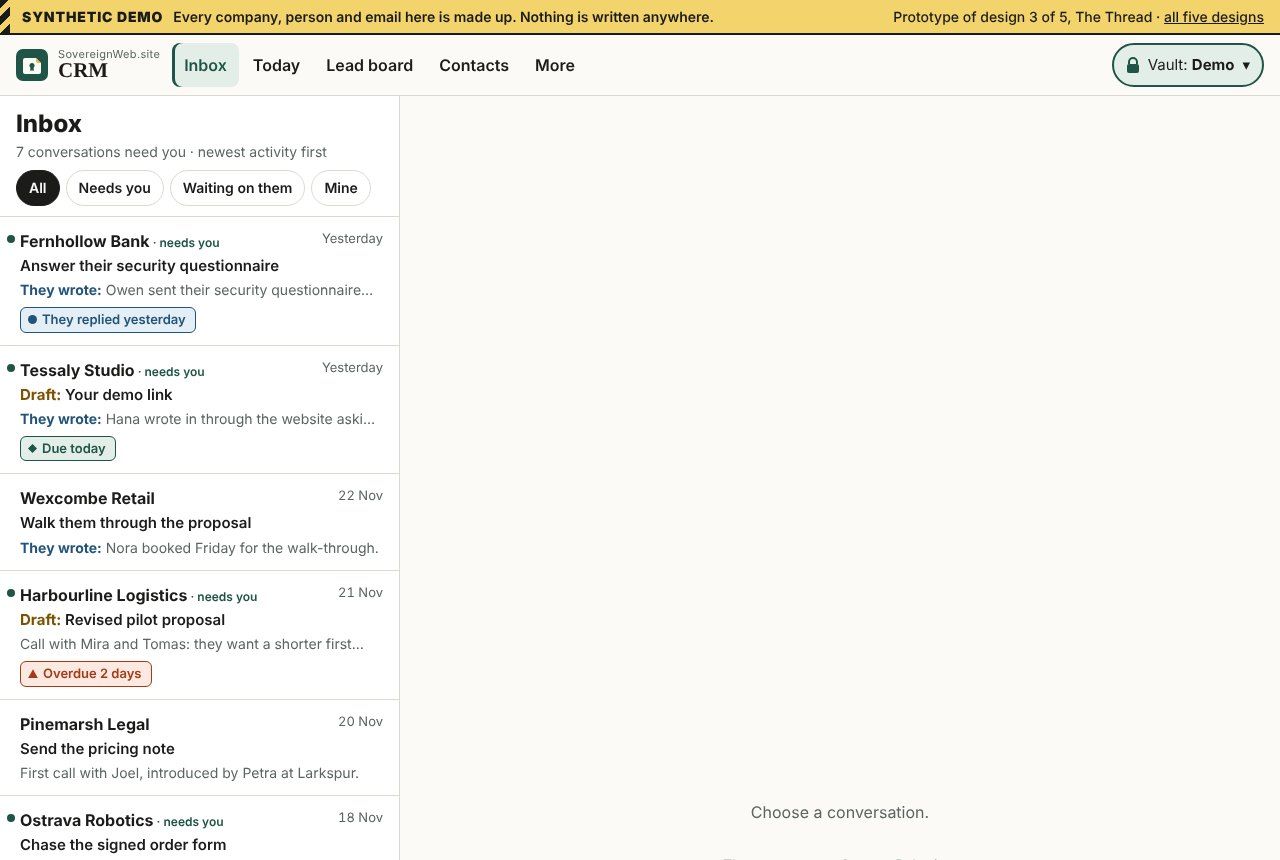 SYNTHETIC DEMO Every company, person and email here is made up. Nothing is written anywhere.
Prototype of design 3 of 5, The Thread · all five designs
SovereignWeb.site
CRM
Inbox Today Lead board Contacts More
Vault: Demo ▾
Inbox
7 conversations need you · newest activity first
All Needs you Waiting on them Mine
Fernhollow Bank · needs you Yesterday
Answer their security questionnaire
They wrote: Owen sent their security questionnaire...
They replied yesterday
Tessaly Studio · needs you Yesterday
Draft: Your demo link
They wrote: Hana wrote in through the website aski...
Due today
Wexcombe Retail 22 Nov
Walk them through the proposal
They wrote: Nora booked Friday for the walk-through.
Harbourline Logistics · needs you 21 Nov
Draft: Revised pilot proposal
Call with Mira and Tomas: they want a shorter first...
Overdue 2 days
Pinemarsh Legal 20 Nov
Send the pricing note
First call with Joel, introduced by Petra at Larkspur.
Ostrava Robotics · needs you 18 Nov
Chase the signed order form
Choose a conversation.